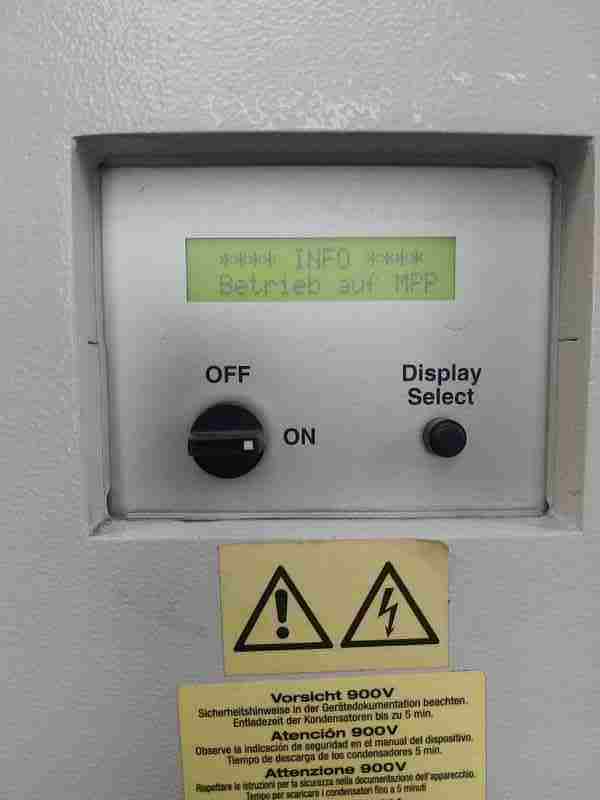 **** INFO ****
Betrieb auf MPP
OFF
ON
Display
Select
Vorsicht 900V
Sicherheitshinweise in der Gerätedokumentation beachten.
Entladezeit der Kondensatoren bis zu 5 min.
Atención 900V
Observe la indicación de seguridad en el manual del dispositivo.
Tiempo de descarga de los condensadores 5 min.
Attenzione 900V
Rispettare le istruzioni per la sicurezza nella documentazione dell'apparecchio.
Tempo per scaricare i condensatori fino a 5 minuti